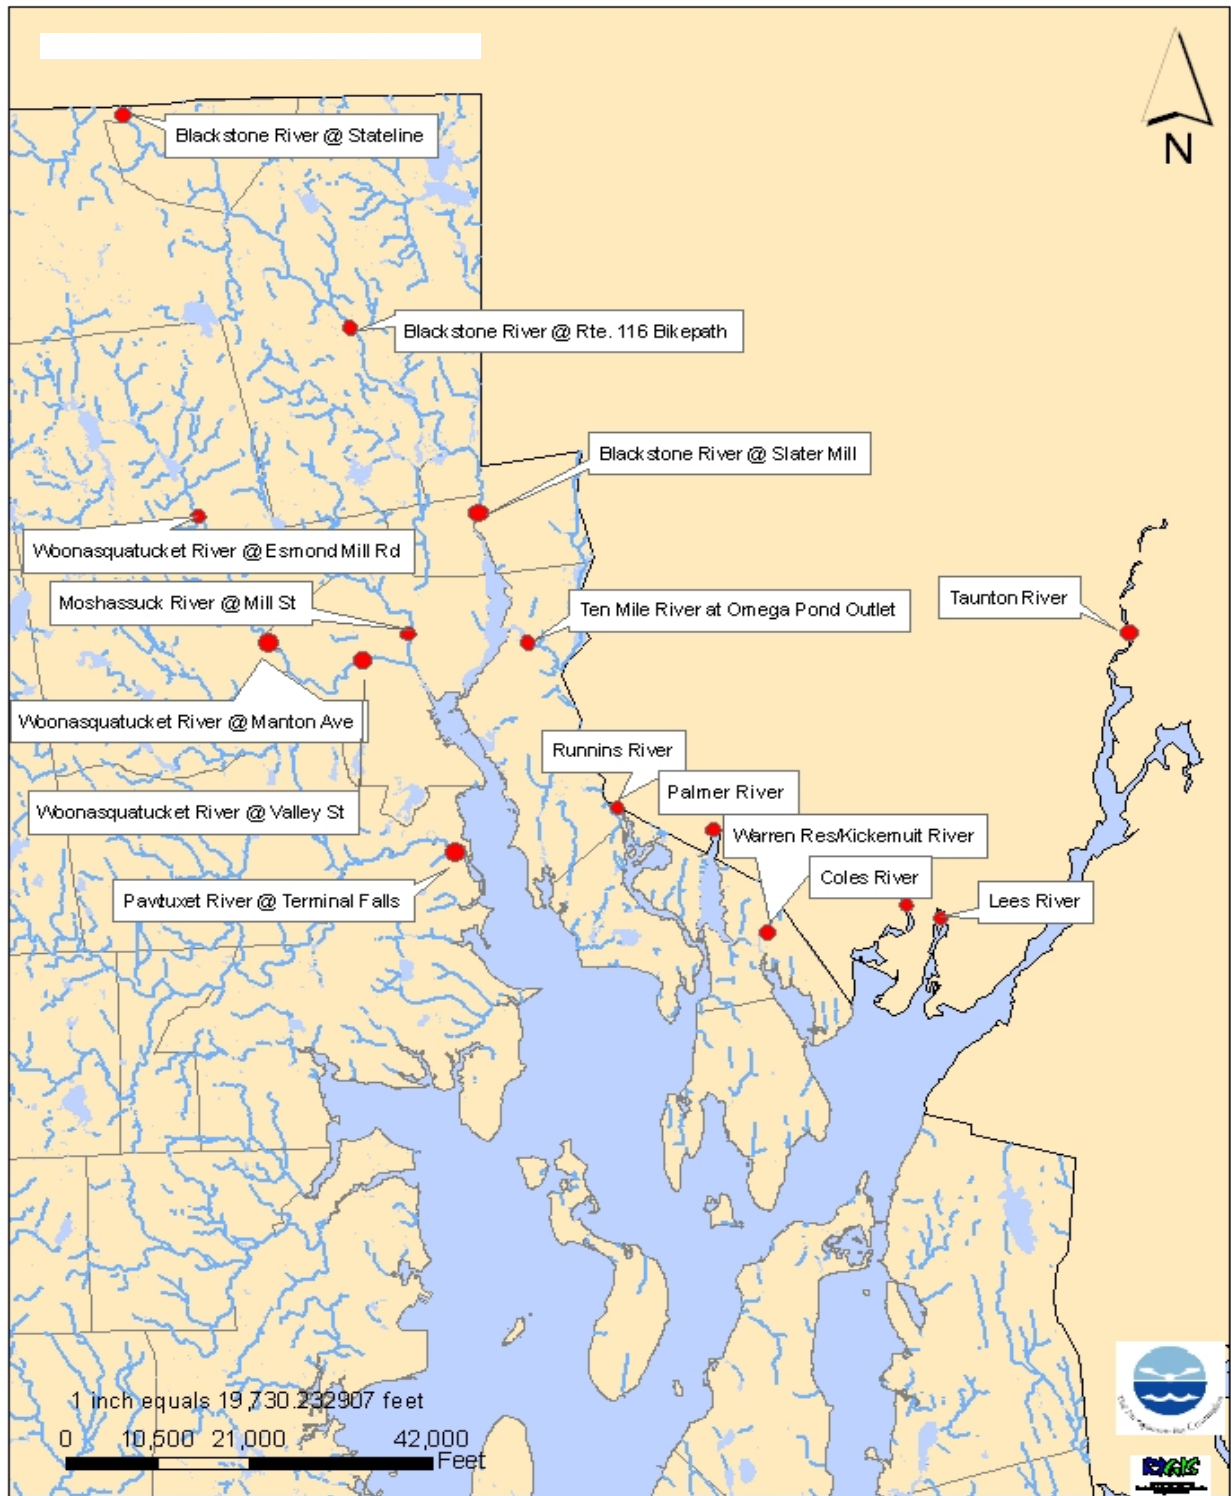 N
Blackstone River @ Stateline
Blackstone River @ Rte. 116 Bikepath
Blackstone River @ Slater Mill
Woonasquatucket River @ Esmond Mill Rd
Moshassuck River @ Mill St
Ten Mile River at Omega Pond Outlet
Taunton River
Woonasquatucket River @ Manton Ave
Runnins River
Palmer River
Woonasquatucket River @ Valley St
Warren Res/Kickemuit River
Coles River
Pawtuxet River @ Terminal Falls
Lees River
1 inch equals 19,730.232907 feet
0 10,500 21,000 42,000
Feet
RIGIS